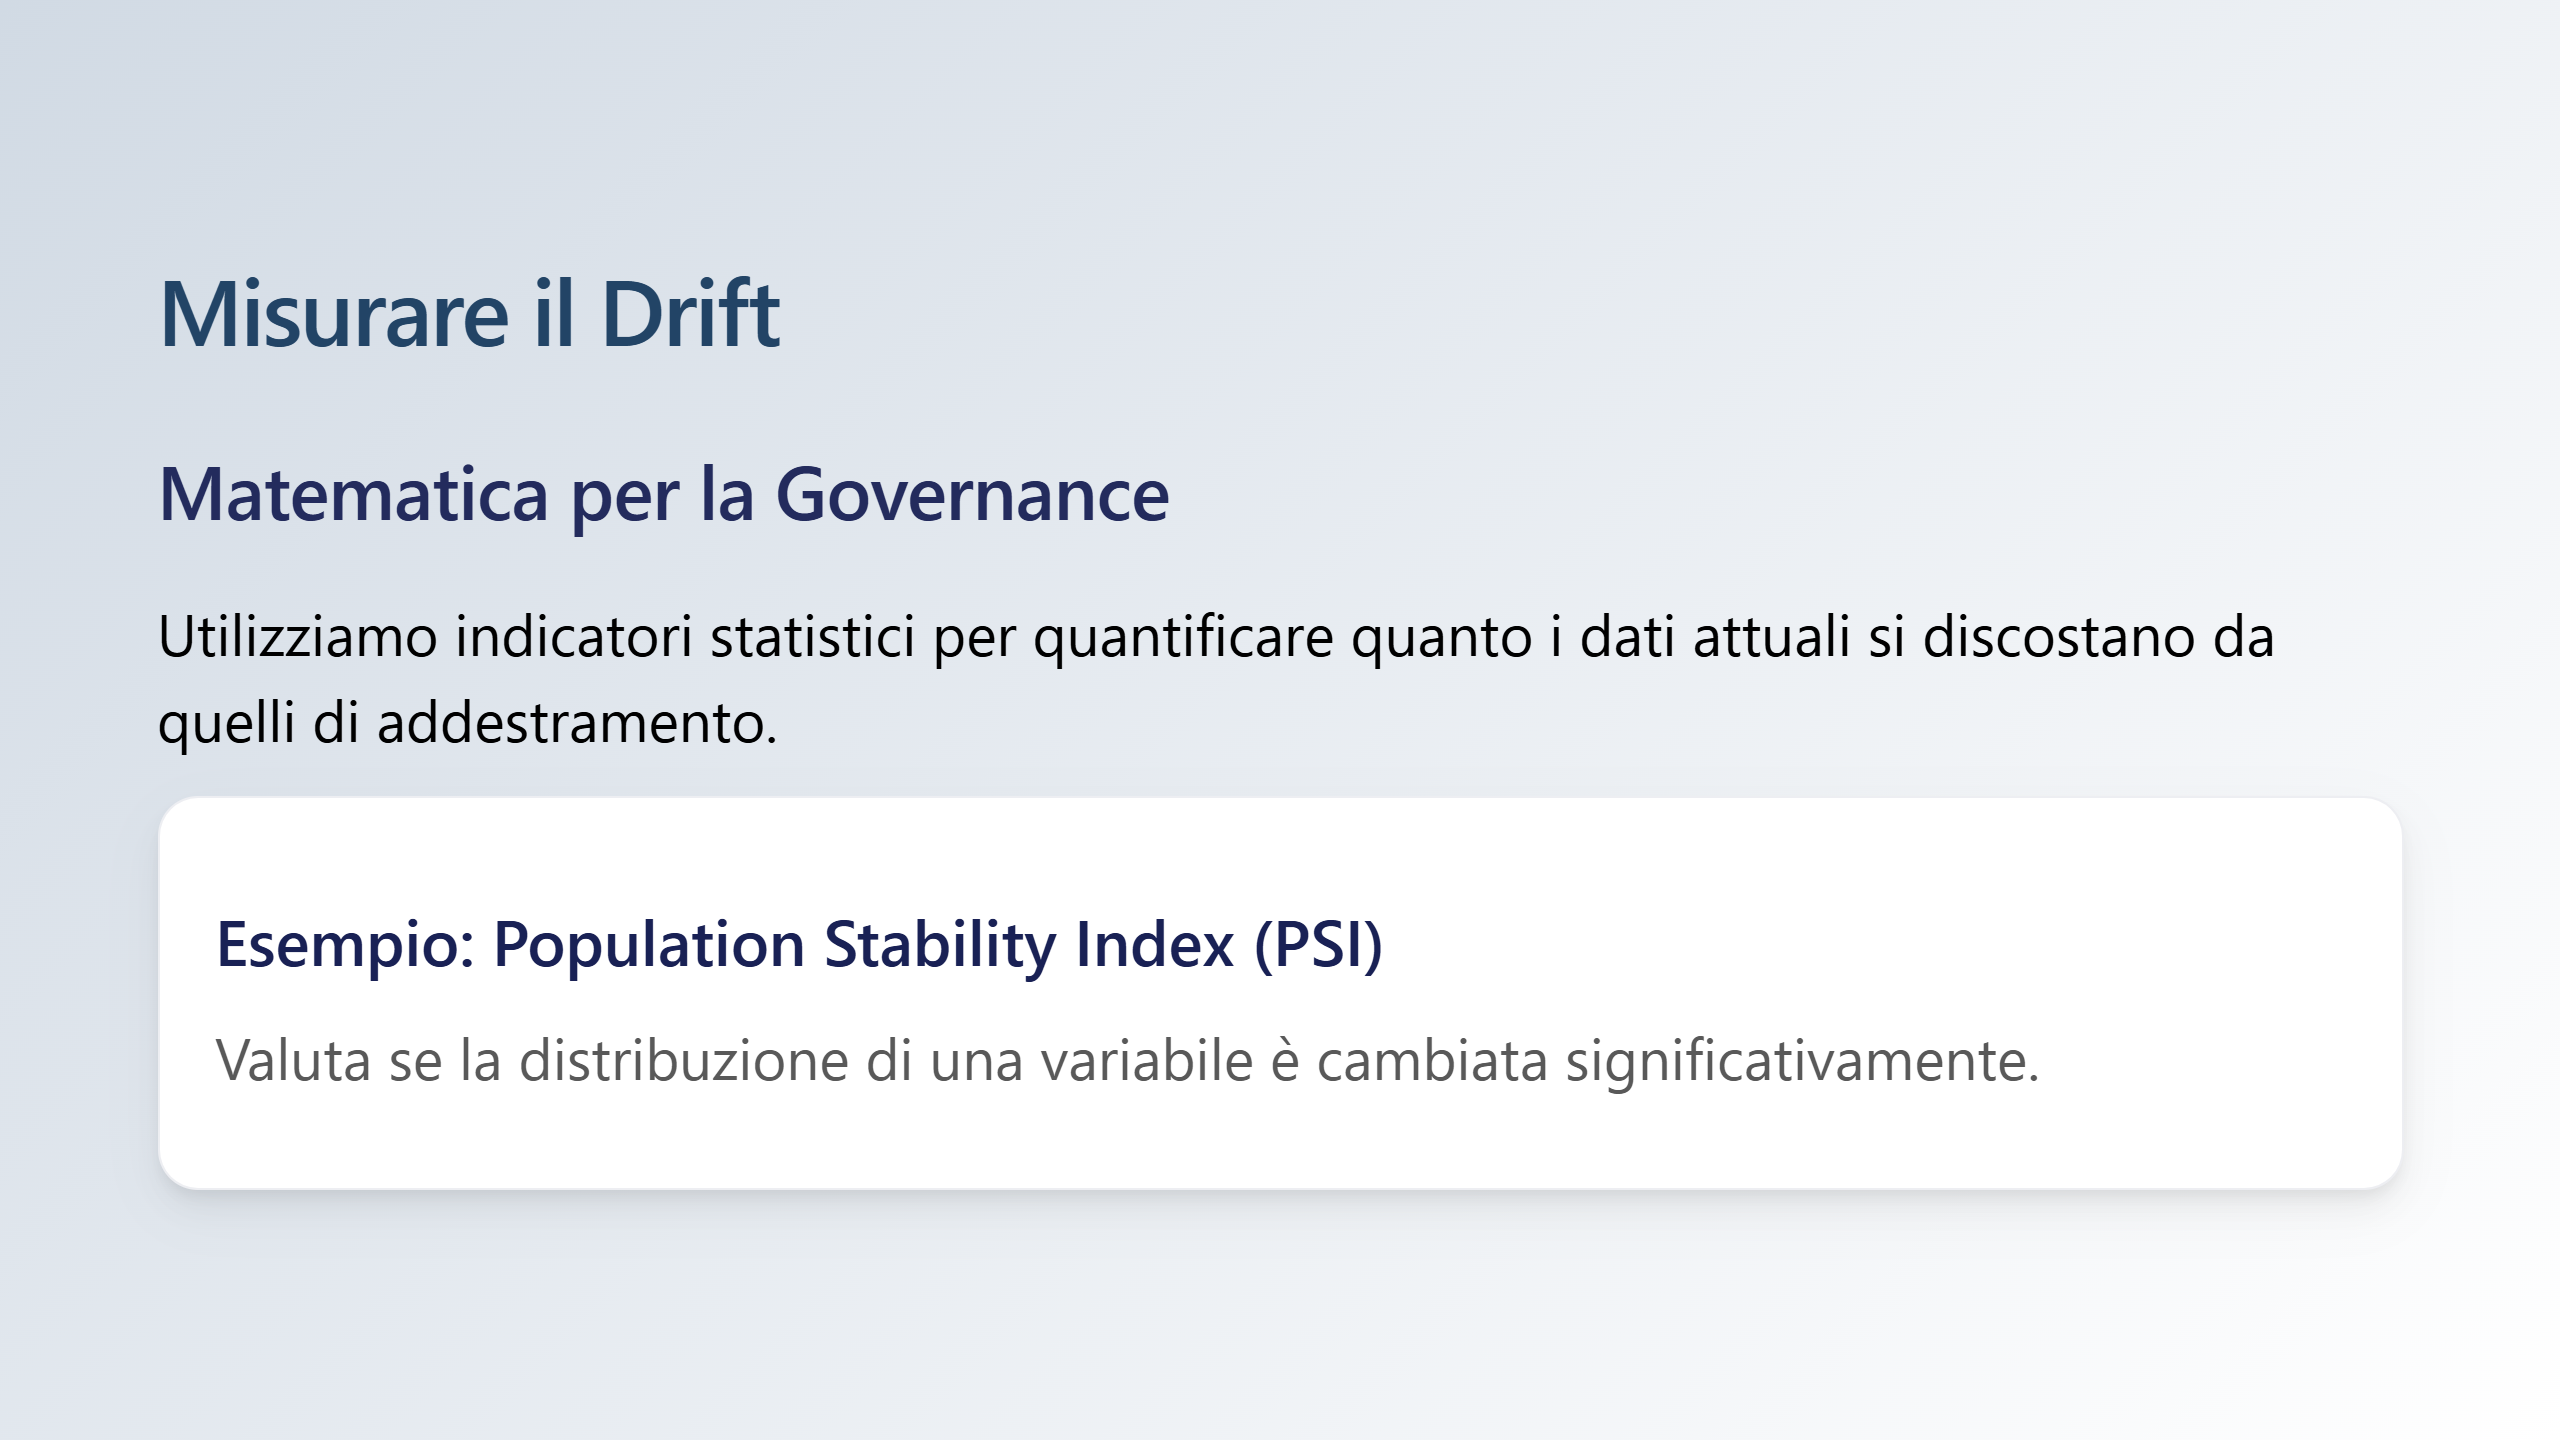 Misurare il Drift
Matematica per la Governance
Utilizziamo indicatori statistici per quantificare quanto i dati attuali si discostano da
quelli di addestramento.
Esempio: Population Stability Index (PSI)
Valuta se la distribuzione di una variabile è cambiata significativamente.